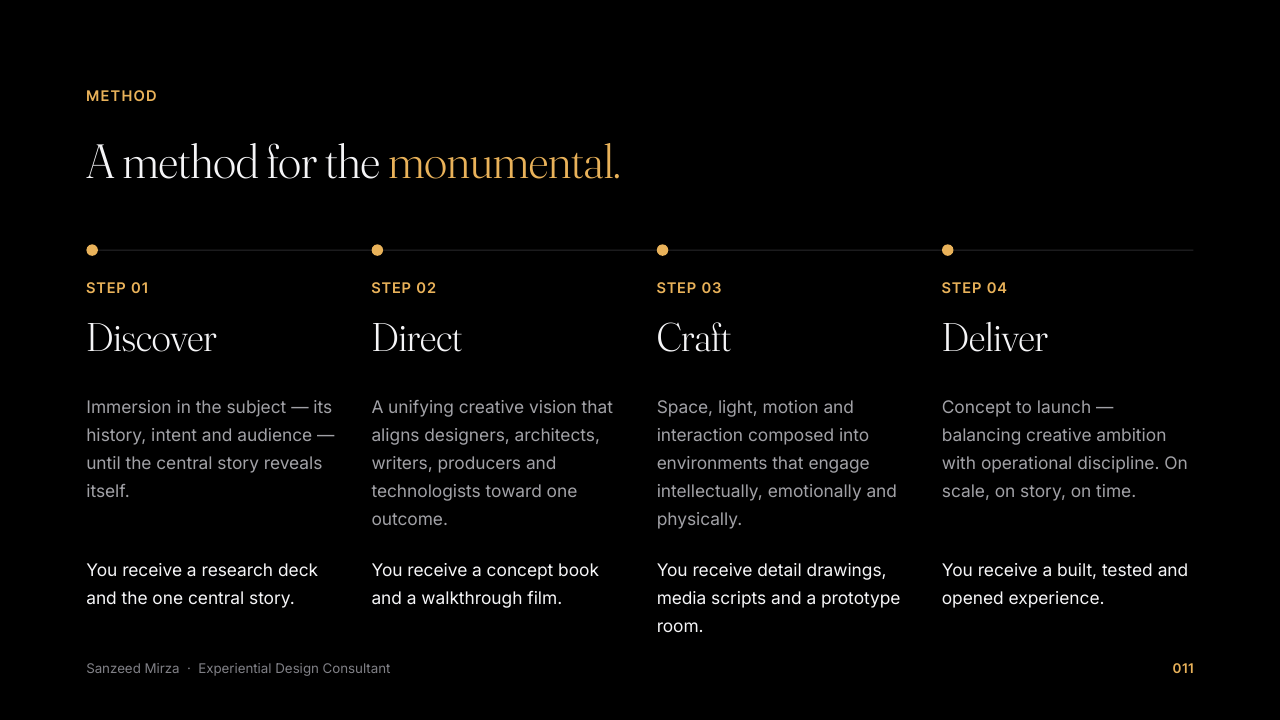 METHOD
A method for the monumental.
STEP 01
Discover
Immersion in the subject — its
history, intent and audience —
until the central story reveals
itself.
You receive a research deck
and the one central story.
STEP 02
Direct
A unifying creative vision that
aligns designers, architects,
writers, producers and
technologists toward one
outcome.
You receive a concept book
and a walkthrough film.
STEP 03
Craft
Space, light, motion and
interaction composed into
environments that engage
intellectually, emotionally and
physically.
You receive detail drawings,
media scripts and a prototype
room.
STEP 04
Deliver
Concept to launch —
balancing creative ambition
with operational discipline. On
scale, on story, on time.
You receive a built, tested and
opened experience.
Sanzeed Mirza · Experiential Design Consultant
011